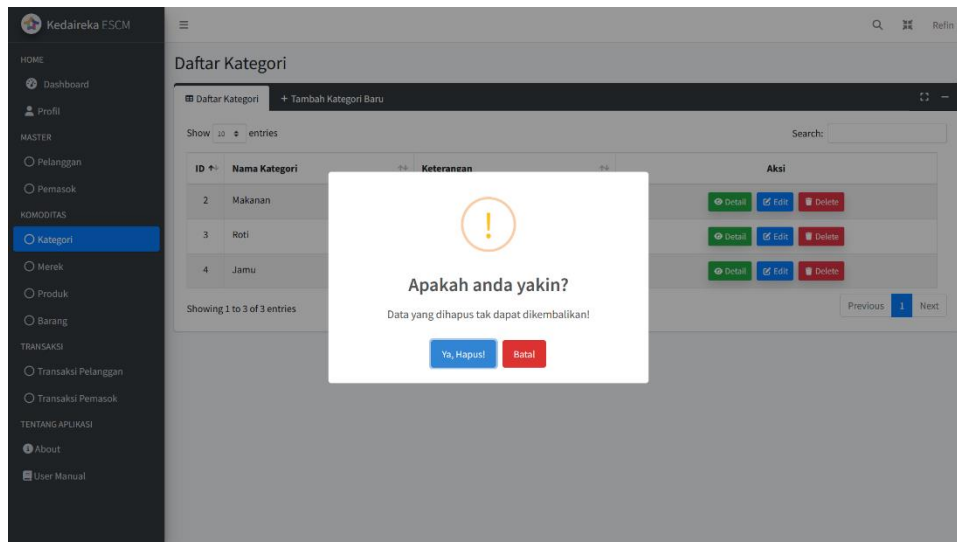 Kedaireka ESCM
Refin
HOME
Dashboard
Profil
MASTER
Pelanggan
Pemasok
KOMODITAS
Kategori
Merek
Produk
Barang
TRANSAKSI
Transaksi Pelanggan
Transaksi Pemasok
TENTANG APLIKASI
About
User Manual
Daftar Kategori
Daftar Kategori + Tambah Kategori Baru
Show 10 entries Search:
ID Nama Kategori Keterangan Aksi
2 Makanan Detail Edit Delete
3 Roti Detail Edit Delete
4 Jamu Detail Edit Delete
Showing 1 to 3 of 3 entries Previous 1 Next
!
Apakah anda yakin?
Data yang dihapus tak dapat dikembalikan!
Ya, Hapus! Batal